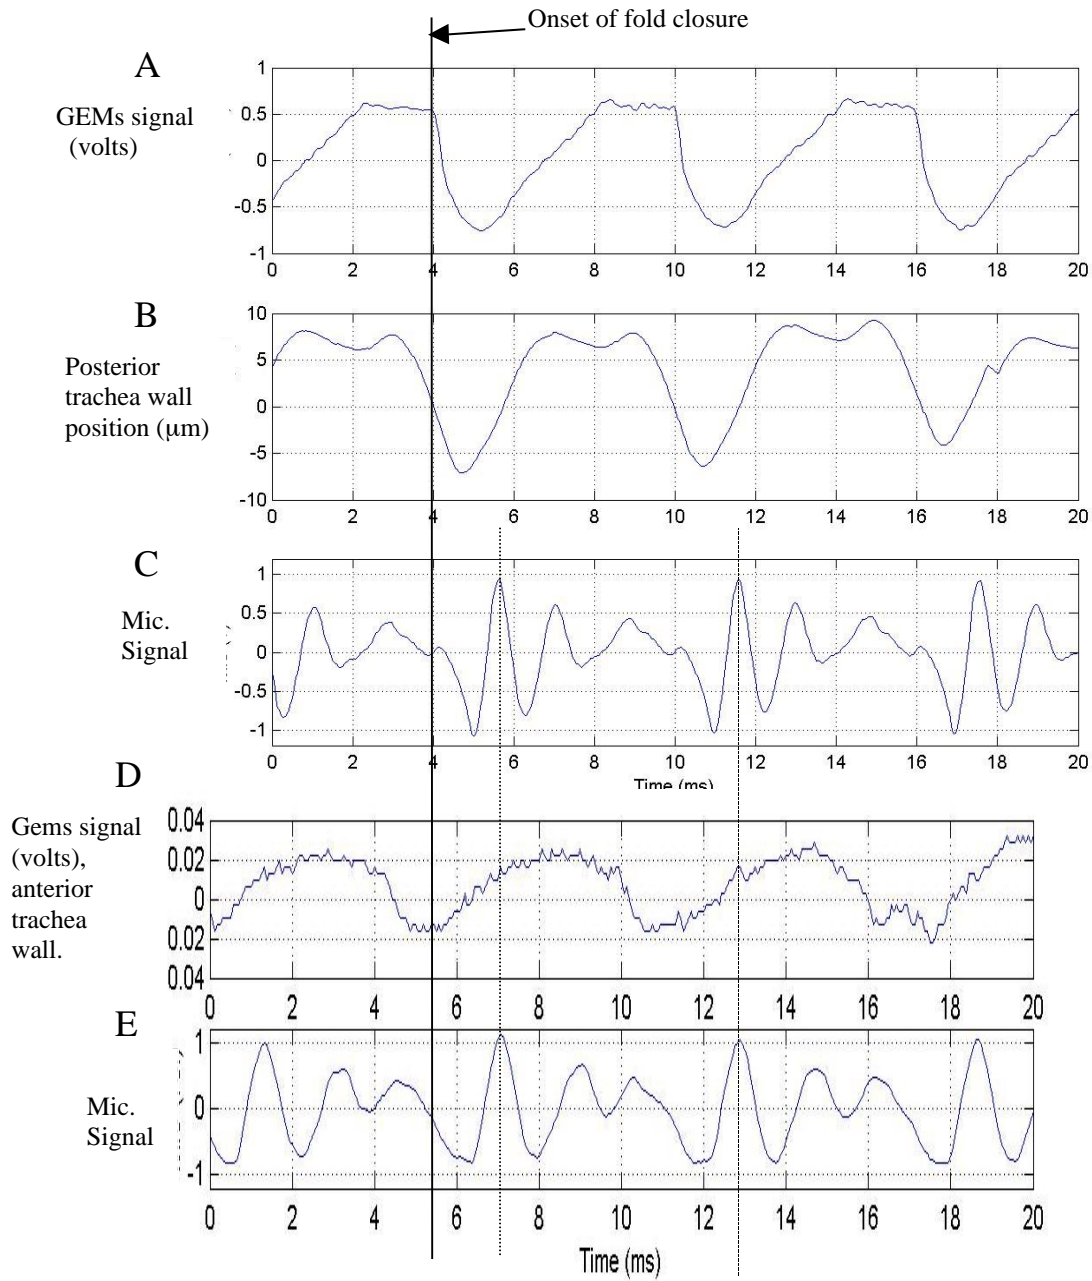 Onset of fold closure
A
GEMs signal
(volts)
1
0.5
0
-0.5
-1
0 2 4 6 8 10 12 14 16 18 20
B
Posterior
trachea wall
position (μm)
10
5
0
-5
-10
0 2 4 6 8 10 12 14 16 18 20
C
Mic.
Signal
1
0.5
0
-0.5
-1
0 2 4 6 8 10 12 14 16 18 20
Time (ms)
D
Gems signal
(volts),
anterior
trachea
wall.
0.04
0.02
0
0.02
0.04
0 2 4 6 8 10 12 14 16 18 20
E
Mic.
Signal
1
0
-1
0 2 4 6 8 10 12 14 16 18 20
Time (ms)